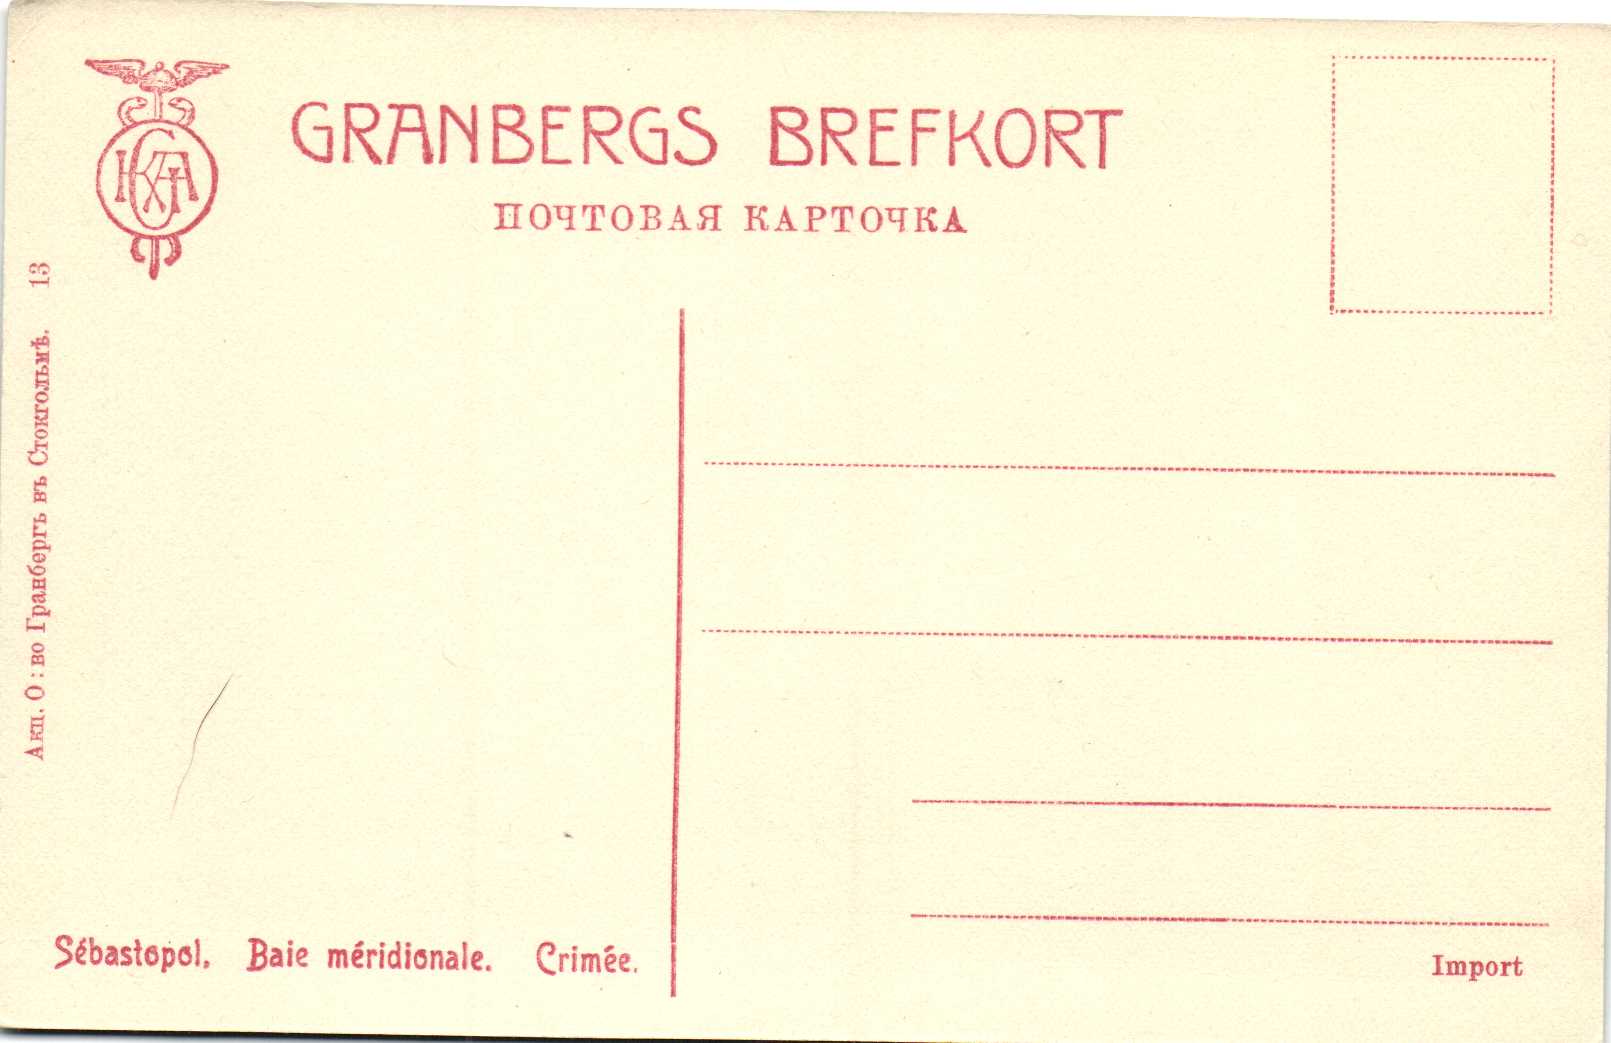 GRANBERGS BREFKORT
ПОЧТОВАЯ КАРТОЧКА
Акц. О: во Гранбергъ въ Стокгольмѣ. 13
Sébastopol. Baie méridionale. Crimée.
Import